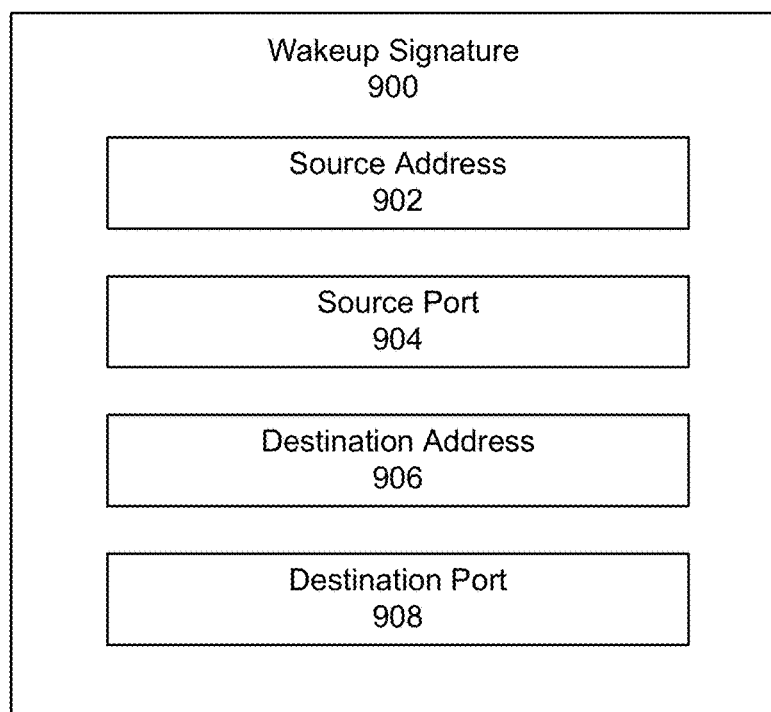 Wakeup Signature
900
Source Address
902
Source Port
904
Destination Address
906
Destination Port
908